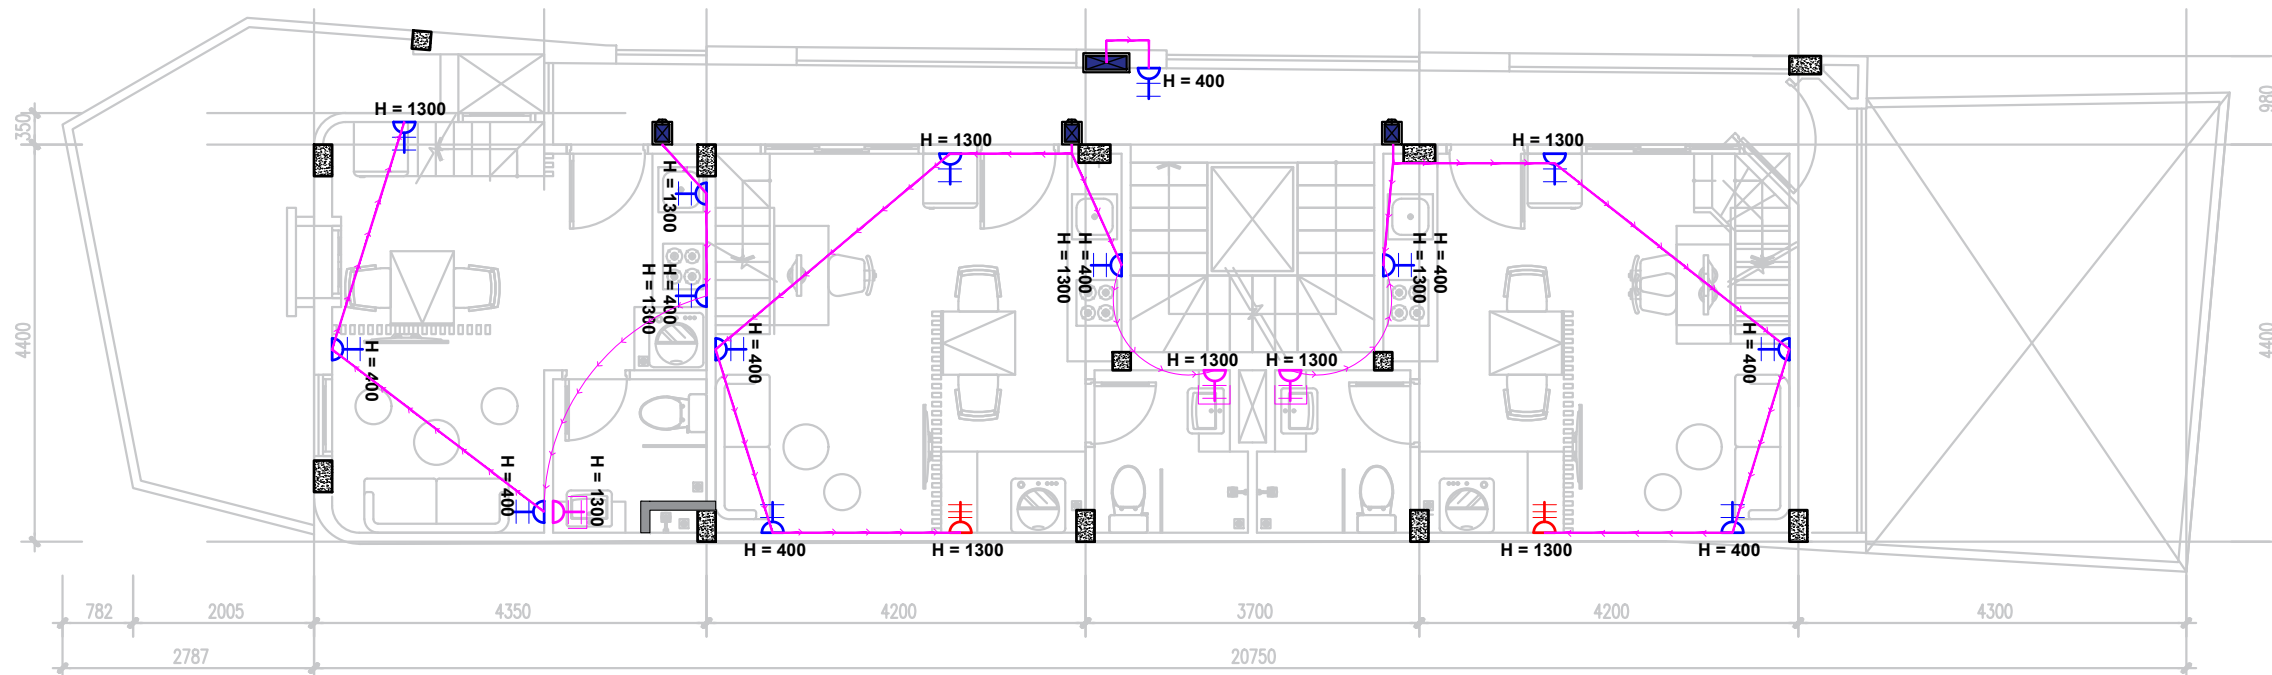 H = 400
H = 1300
H = 1300
H = 1300
H = 1300
H = 1300
H = 400
H = 1300
H = 400
H = 1300
H = 1300
H = 400
H = 400
H = 400
H = 400
H = 1300
H = 1300
H = 400
H = 1300
H = 400
H = 1300
H = 1300
H = 400
350
4400
980
4400
782
2005
4350
4200
3700
4200
4300
2787
20750